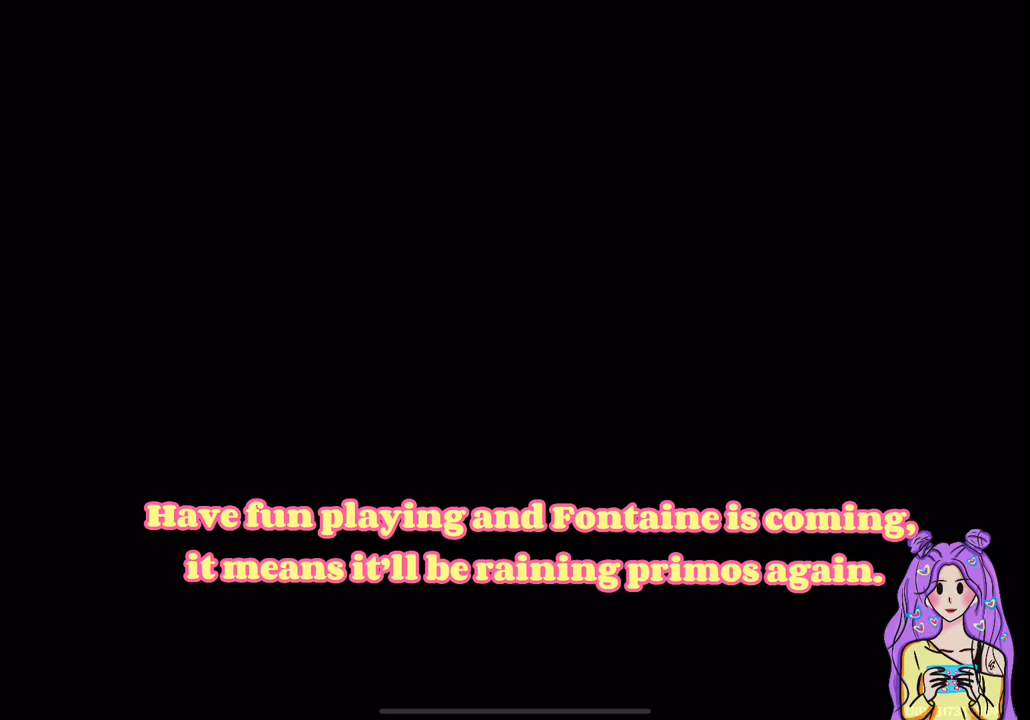 Have fun playing and Fontaine is coming,
it means it’ll be raining primos again.